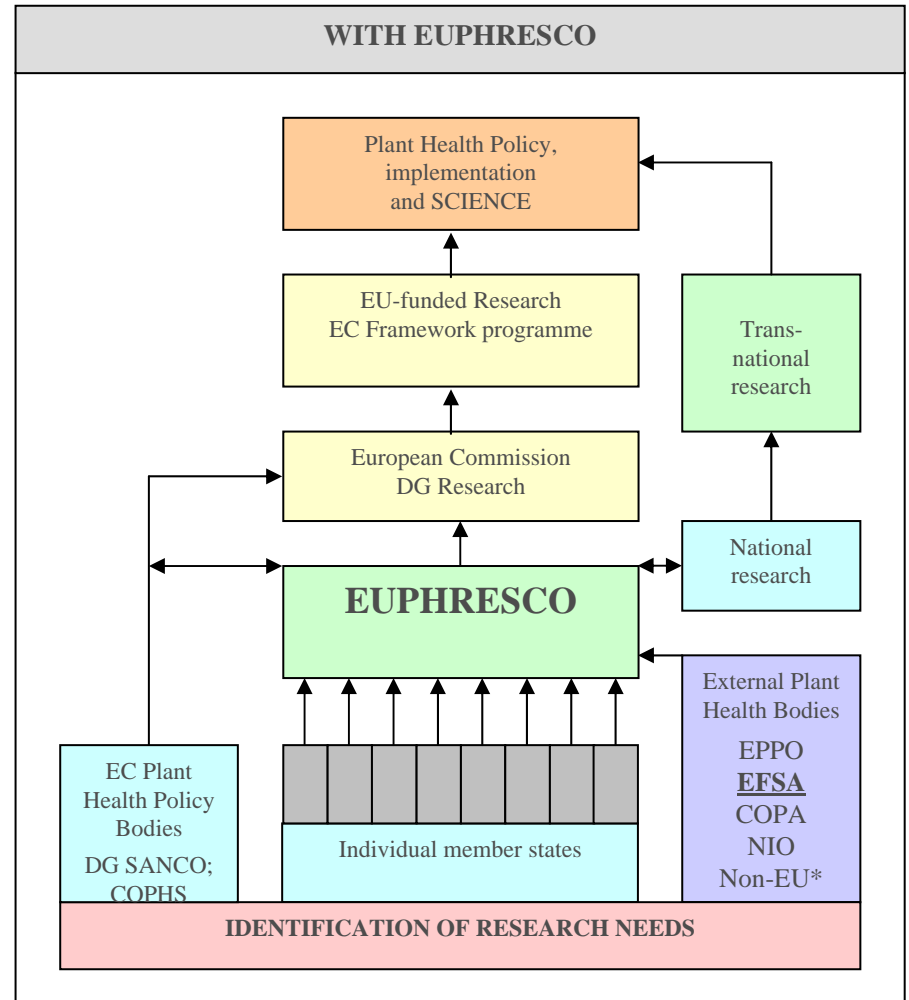 WITH EUPHRESCO
Plant Health Policy,
implementation
and SCIENCE
EU-funded Research
EC Framework programme
Trans-
national
research
European Commission
DG Research
National
research
EUPHRESCO
External Plant
Health Bodies
EPPO
EFSA
COPA
NIO
Non-EU*
EC Plant
Health Policy
Bodies
DG SANCO;
COPHS
Individual member states
IDENTIFICATION OF RESEARCH NEEDS